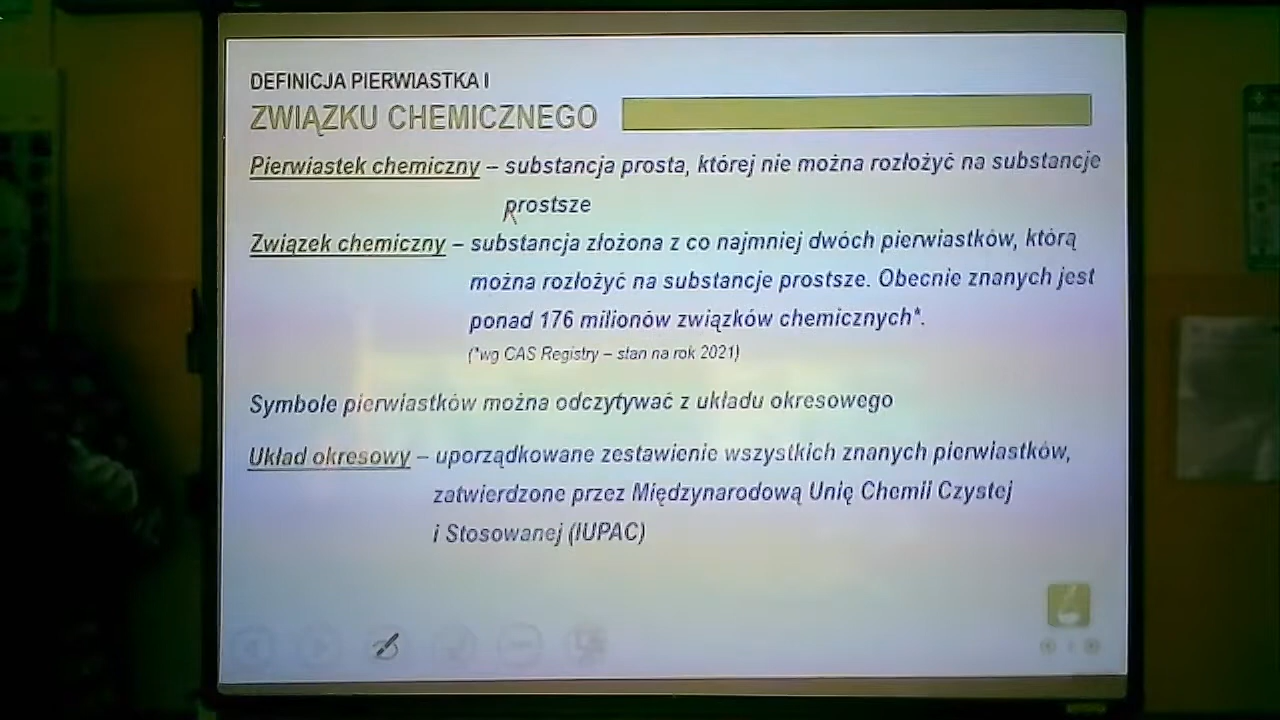 DEFINICJA PIERWIASTKA I
ZWIĄZKU CHEMICZNEGO
Pierwiastek chemiczny – substancja prosta, której nie można rozłożyć na substancje
prostsze
Związek chemiczny – substancja złożona z co najmniej dwóch pierwiastków, którą
można rozłożyć na substancje prostsze. Obecnie znanych jest
ponad 176 milionów związków chemicznych*.
(*wg CAS Registry – stan na rok 2021)
Symbole pierwiastków można odczytywać z układu okresowego
Układ okresowy – uporządkowane zestawienie wszystkich znanych pierwiastków,
zatwierdzone przez Międzynarodową Unię Chemii Czystej
i Stosowanej (IUPAC)